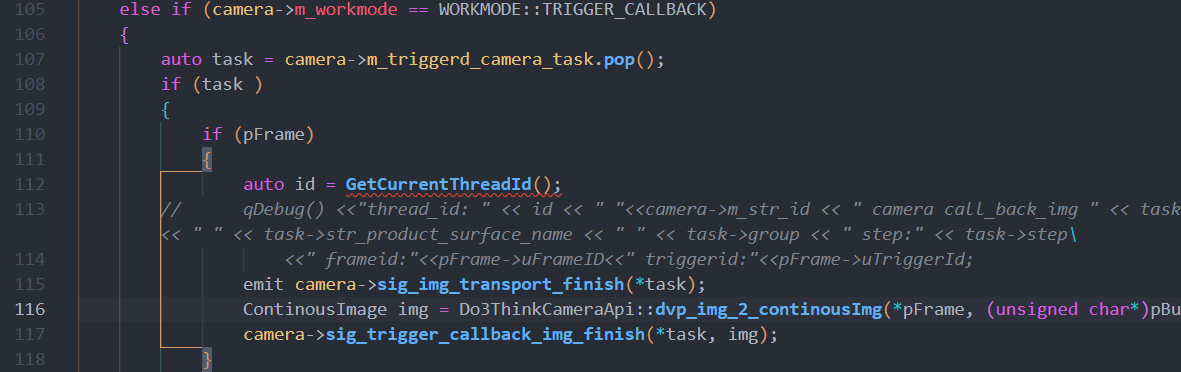 105 else if (camera->m_workmode == WORKMODE::TRIGGER_CALLBACK)
106 {
107 auto task = camera->m_triggerd_camera_task.pop();
108 if (task )
109 {
110 if (pFrame)
111 {
112 auto id = GetCurrentThreadId();
113 // qDebug() <<"thread_id: " << id << " "<<camera->m_str_id << " camera call_back_img " << task
<< " " << task->str_product_surface_name << " " << task->group << " step:" << task->step\
114 <<" frameid:"<<pFrame->uFrameID<<" triggerid:"<<pFrame->uTriggerId;
115 emit camera->sig_img_transport_finish(*task);
116 ContinousImage img = Do3ThinkCameraApi::dvp_img_2_continousImg(*pFrame, (unsigned char*)pBu
117 camera->sig_trigger_callback_img_finish(*task, img);
118 }